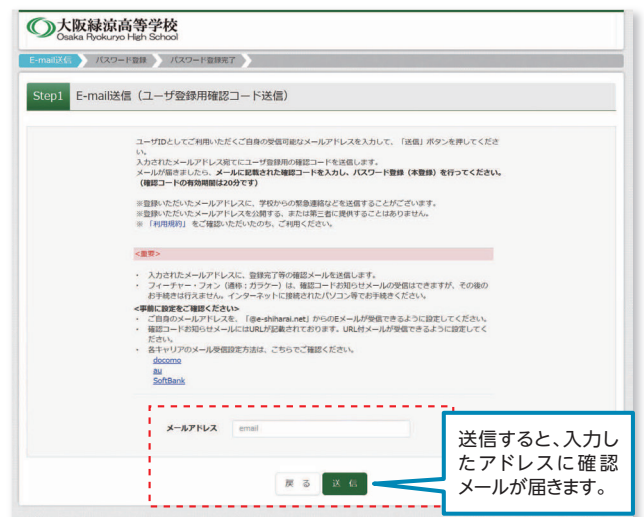 大阪緑涼高等学校
Osaka Ryokuryo High School
E-mail送信
パスワード登録
パスワード登録完了
Step1 E-mail送信（ユーザ登録用確認コード送信）
ユーザIDとしてご利用いただくご自身の受信可能なメールアドレスを入力して、「送信」ボタンを押してくださ
い。
入力されたメールアドレス宛てにユーザ登録用の確認コードを送信します。
メールが届きましたら、メールに記載された確認コードを入力し、パスワード登録（本登録）を行ってください。
（確認コードの有効期間は20分です）
※登録いただいたメールアドレスに、学校からの緊急連絡などを送信することがございます。
※登録いただいたメールアドレスを公開する、または第三者に提供することはありません。
※「利用規約」をご確認いただいたのち、ご利用ください。
<重要>
・ 入力されたメールアドレスに、登録完了等の確認メールを送信します。
・ フィーチャー・フォン（通称：ガラケー）は、確認コードお知らせメールの受信はできますが、その後の
お手続きは行えません。インターネットに接続されたパソコン等でお手続きください。
<事前に設定をご確認ください>
・ ご自身のメールアドレスを、「@e-shiharai.net」からのEメールが受信できるように設定してください。
・ 確認コードお知らせメールにはURLが記載されております。URL付メールが受信できるように設定してく
ださい。
・ 各キャリアのメール受信設定方法は、こちらでご確認ください。
docomo
au
SoftBank
メールアドレス
email
戻 る
送 信
送信すると、入力し
たアドレスに確認
メールが届きます。